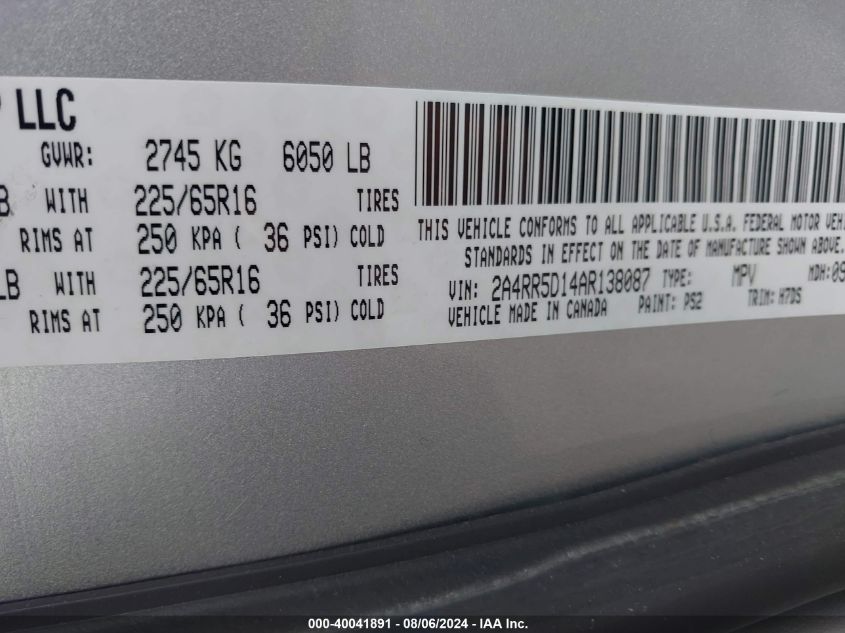 LLC
GVWR: 2745 KG 6050 LB
WITH 225/65R16 TIRES
RIMS AT 250 KPA ( 36 PSI) COLD
LB WITH 225/65R16 TIRES
RIMS AT 250 KPA ( 36 PSI) COLD
THIS VEHICLE CONFORMS TO ALL APPLICABLE U.S.A. FEDERAL MOTOR VEHI
STANDARDS IN EFFECT ON THE DATE OF MANUFACTURE SHOWN ABOVE.
VIN: 2A4RR5D14AR138087 TYPE: MPV MDH:
VEHICLE MADE IN CANADA PAINT: PS2 TRIM: H7DS
000-40041891 - 08/06/2024 - IAA Inc.